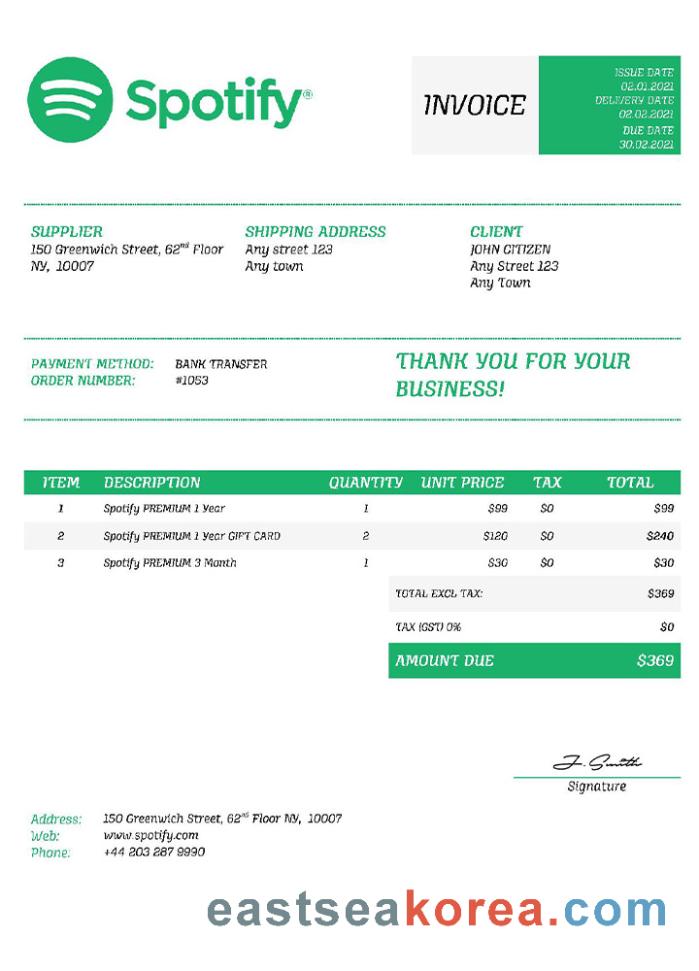 Spotify®
INVOICE
ISSUE DATE
02.01.2021
DELIVERY DATE
02.02.2021
DUE DATE
30.02.2021
SUPPLIER
150 Greenwich Street, 62nd Floor
NY, 10007
SHIPPING ADDRESS
Any street 123
Any town
CLIENT
JOHN CITIZEN
Any Street 123
Any Town
PAYMENT METHOD: BANK TRANSFER
ORDER NUMBER: #1053
THANK YOU FOR YOUR
BUSINESS!
ITEM DESCRIPTION QUANTITY UNIT PRICE TAX TOTAL
1 Spotify PREMIUM 1 Year 1 $99 $0 $99
2 Spotify PREMIUM 1 Year GIFT CARD 2 $120 $0 $240
3 Spotify PREMIUM 3 Month 1 $30 $0 $30
TOTAL EXCL TAX: $369
TAX (GST) 0% $0
AMOUNT DUE $369
J. Smith
Signature
Address: 150 Greenwich Street, 62nd Floor NY, 10007
Web: www.spotify.com
Phone: +44 203 287 9990
eastseakorea.com